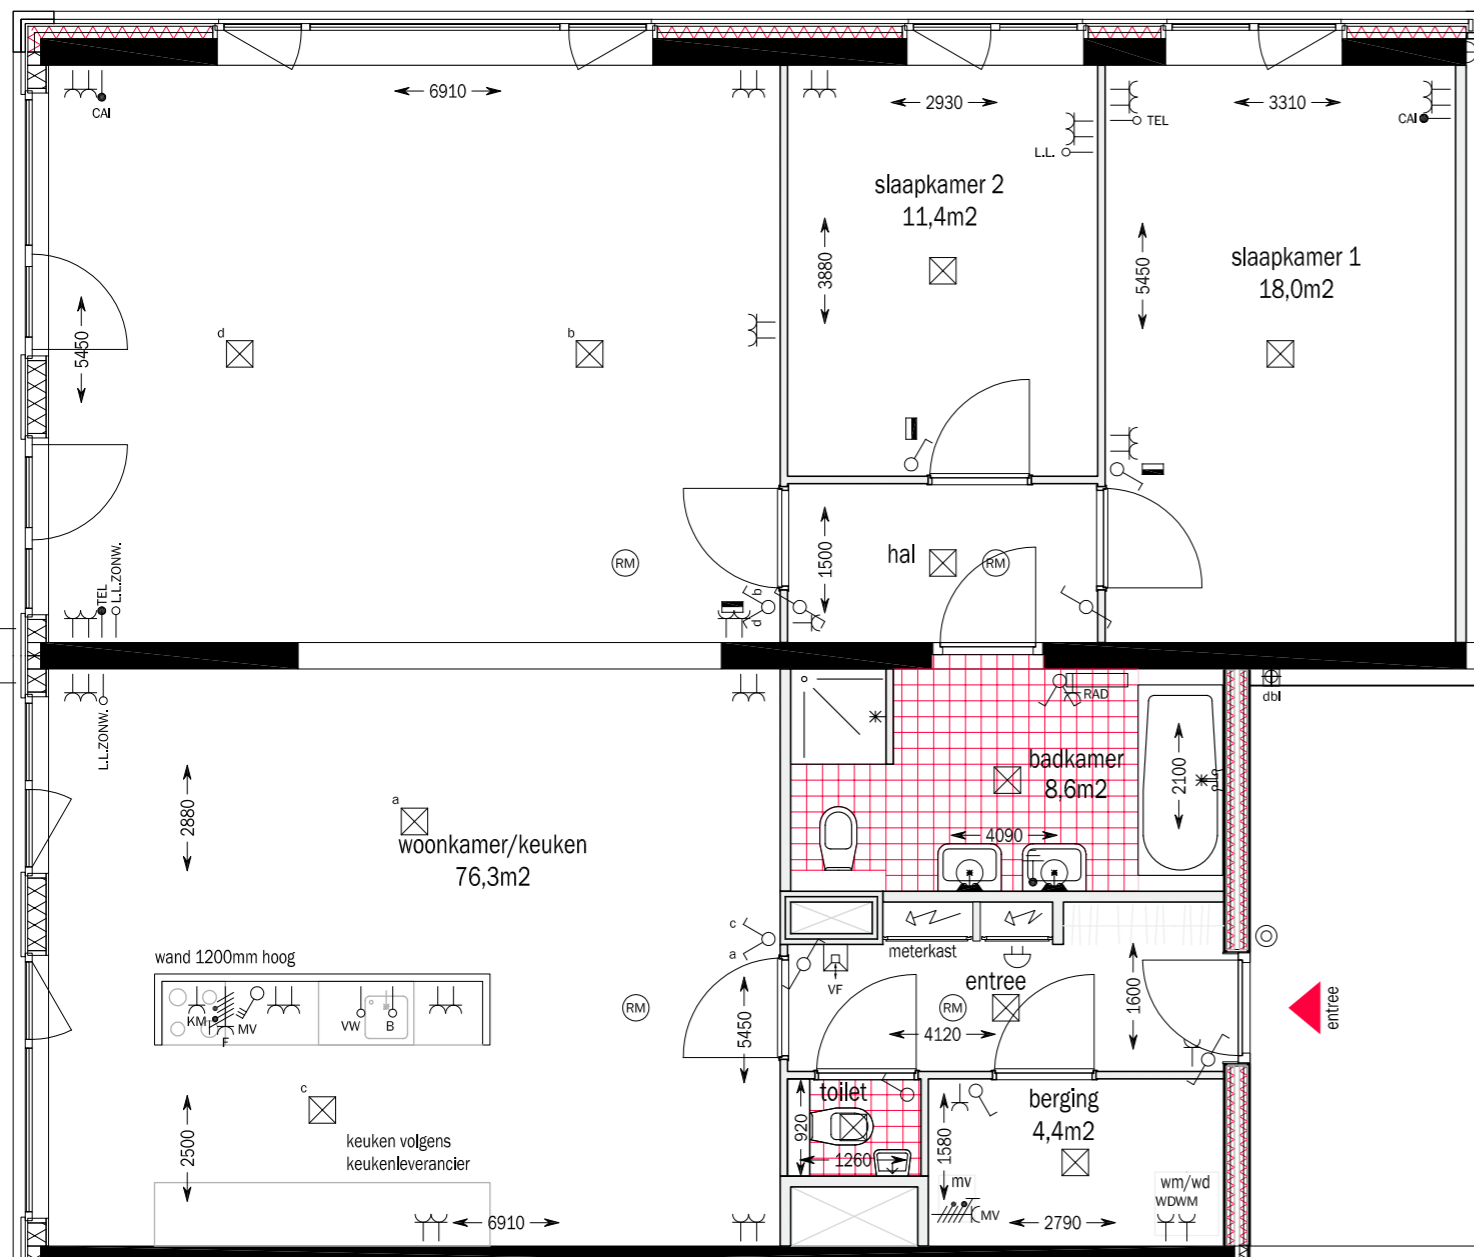 6910
2930
3310
CAI
TEL
CAI
L.L.
slaapkamer 2
11,4m2
3880
5450
slaapkamer 1
18,0m2
5450
d
b
RM
hal
RM
1500
TEL
L.L.ZONW.
b
d
L.L.ZONW.
RAD
dbl
badkamer
8,6m2
2100
4090
2880
a
woonkamer/keuken
76,3m2
c
a
meterkast
VF
entree
wand 1200mm hoog
KM
MV
F
VW
B
RM
5450
RM
4120
1600
entree
c
toilet
920
1260
berging
4,4m2
1580
2500
keuken volgens
keukenleverancier
mv
MV
wm/wd
WDWM
6910
2790